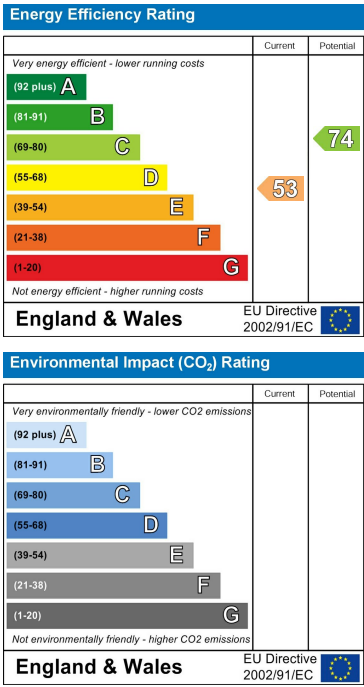 Energy Efficiency Rating
Current Potential
Very energy efficient - lower running costs
(92 plus) A
(81-91) B
(69-80) C
74
(55-68) D
53
(39-54) E
(21-38) F
(1-20) G
Not energy efficient - higher running costs
England & Wales
EU Directive
2002/91/EC
Environmental Impact (CO₂) Rating
Current Potential
Very environmentally friendly - lower CO2 emissions
(92 plus) A
(81-91) B
(69-80) C
(55-68) D
(39-54) E
(21-38) F
(1-20) G
Not environmentally friendly - higher CO2 emissions
England & Wales
EU Directive
2002/91/EC